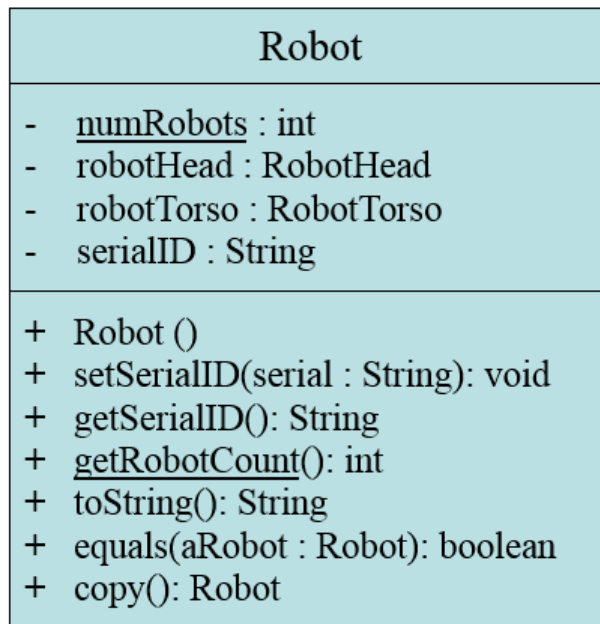 Robot
- numRobots : int
- robotHead : RobotHead
- robotTorso : RobotTorso
- serialID : String
+ Robot ()
+ setSerialID(serial : String): void
+ getSerialID(): String
+ getRobotCount(): int
+ toString(): String
+ equals(aRobot : Robot): boolean
+ copy(): Robot